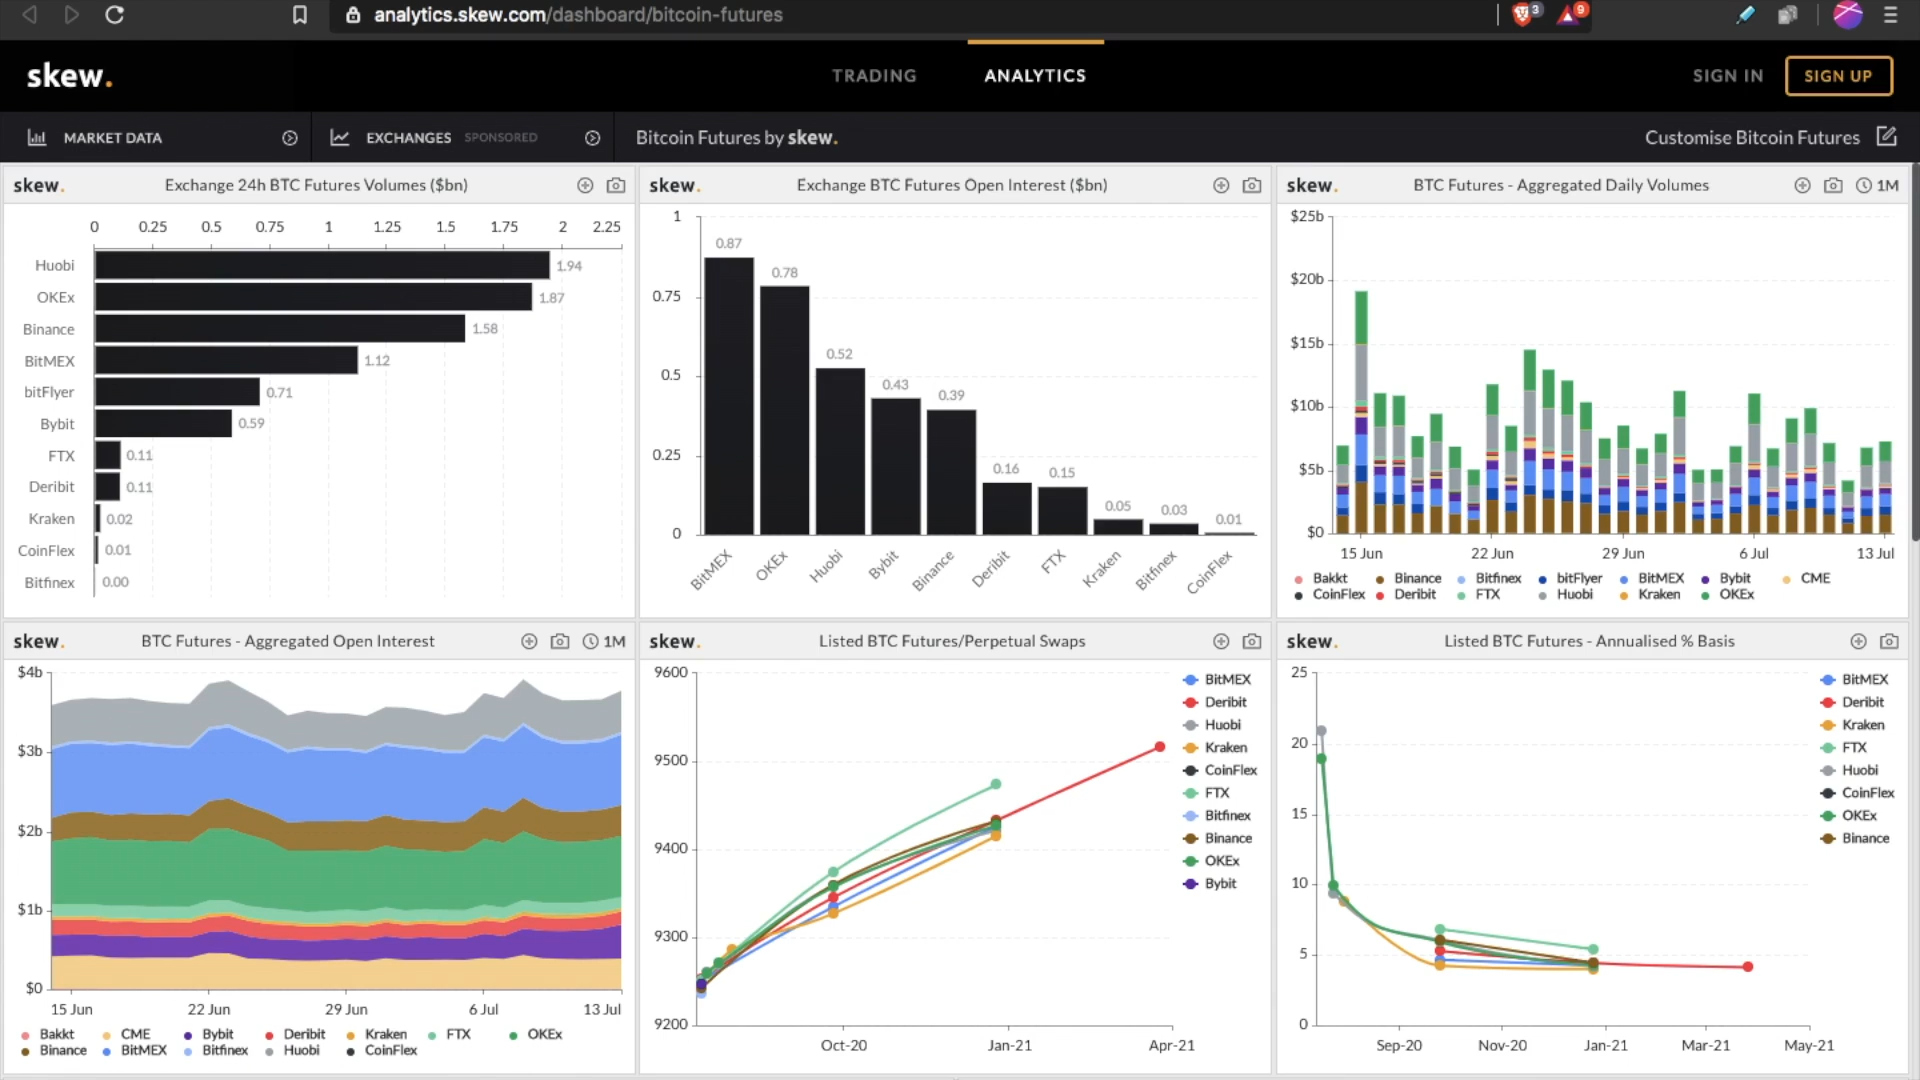 analytics.skew.com/dashboard/bitcoin-futures
3
9
skew.
TRADING
ANALYTICS
SIGN IN
SIGN UP
MARKET DATA
EXCHANGES SPONSORED
Bitcoin Futures by skew.
Customise Bitcoin Futures
skew.
Exchange 24h BTC Futures Volumes ($bn)
0 0.25 0.5 0.75 1 1.25 1.5 1.75 2 2.25
Huobi 1.94
OKEx 1.87
Binance 1.58
BitMEX 1.12
bitFlyer 0.71
Bybit 0.59
FTX 0.11
Deribit 0.11
Kraken 0.02
CoinFlex 0.01
Bitfinex 0.00
skew.
Exchange BTC Futures Open Interest ($bn)
1
0.75
0.5
0.25
0
0.87
0.78
0.52
0.43
0.39
0.16
0.15
0.05
0.03
0.01
BitMEX
OKEx
Huobi
Bybit
Binance
Deribit
FTX
Kraken
Bitfinex
CoinFlex
skew.
BTC Futures - Aggregated Daily Volumes
1M
$25b
$20b
$15b
$10b
$5b
$0
15 Jun 22 Jun 29 Jun 6 Jul 13 Jul
Bakkt Binance Bitfinex bitFlyer BitMEX Bybit CME
CoinFlex Deribit FTX Huobi Kraken OKEx
skew.
BTC Futures - Aggregated Open Interest
1M
$4b
$3b
$2b
$1b
$0
15 Jun 22 Jun 29 Jun 6 Jul 13 Jul
Bakkt CME Bybit Deribit Kraken FTX OKEx
Binance BitMEX Bitfinex Huobi CoinFlex
skew.
Listed BTC Futures/Perpetual Swaps
9600
9500
9400
9300
9200
Oct-20 Jan-21 Apr-21
BitMEX
Deribit
Huobi
Kraken
CoinFlex
FTX
Bitfinex
Binance
OKEx
Bybit
skew.
Listed BTC Futures - Annualised % Basis
25
20
15
10
5
0
Sep-20 Nov-20 Jan-21 Mar-21 May-21
BitMEX
Deribit
Kraken
FTX
Huobi
CoinFlex
OKEx
Binance